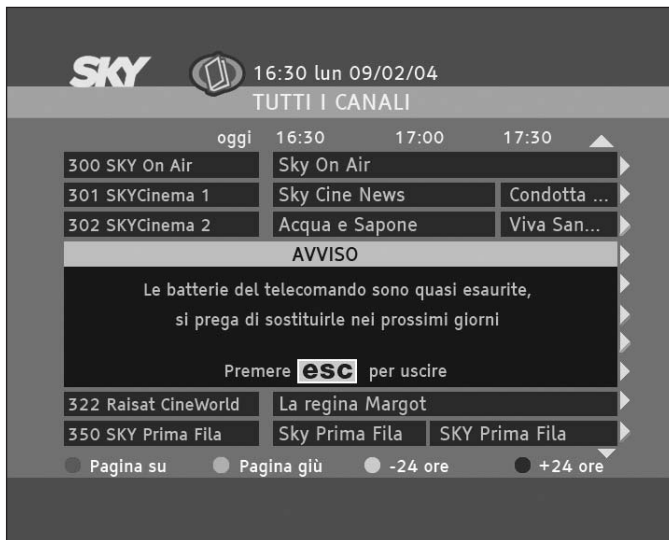 SKY 16:30 lun 09/02/04
TUTTI I CANALI
oggi 16:30 17:00 17:30
300 SKY On Air Sky On Air
301 SKYCinema 1 Sky Cine News Condotta ...
302 SKYCinema 2 Acqua e Sapone Viva San...
AVVISO
Le batterie del telecomando sono quasi esaurite,
si prega di sostituirle nei prossimi giorni
Premere esc per uscire
322 Raisat CineWorld La regina Margot
350 SKY Prima Fila Sky Prima Fila SKY Prima Fila
Pagina su Pagina giù -24 ore +24 ore